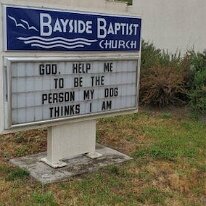 BAYSIDE BAPTIST
CHURCH
GOD, HELP ME
TO BE THE
PERSON MY DOG
THINKS I AM